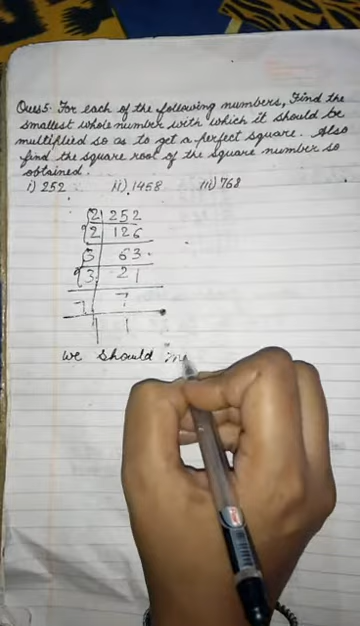 Ques5. For each of the following numbers, Find the
smallest whole number with which it should be
multiplied so as to get a perfect square. Also
find the square root of the square number so
obtained.
i) 252 ii) 1458 iii) 768
2 252
2 126
3 63
3 21
7 7
1 1
we should